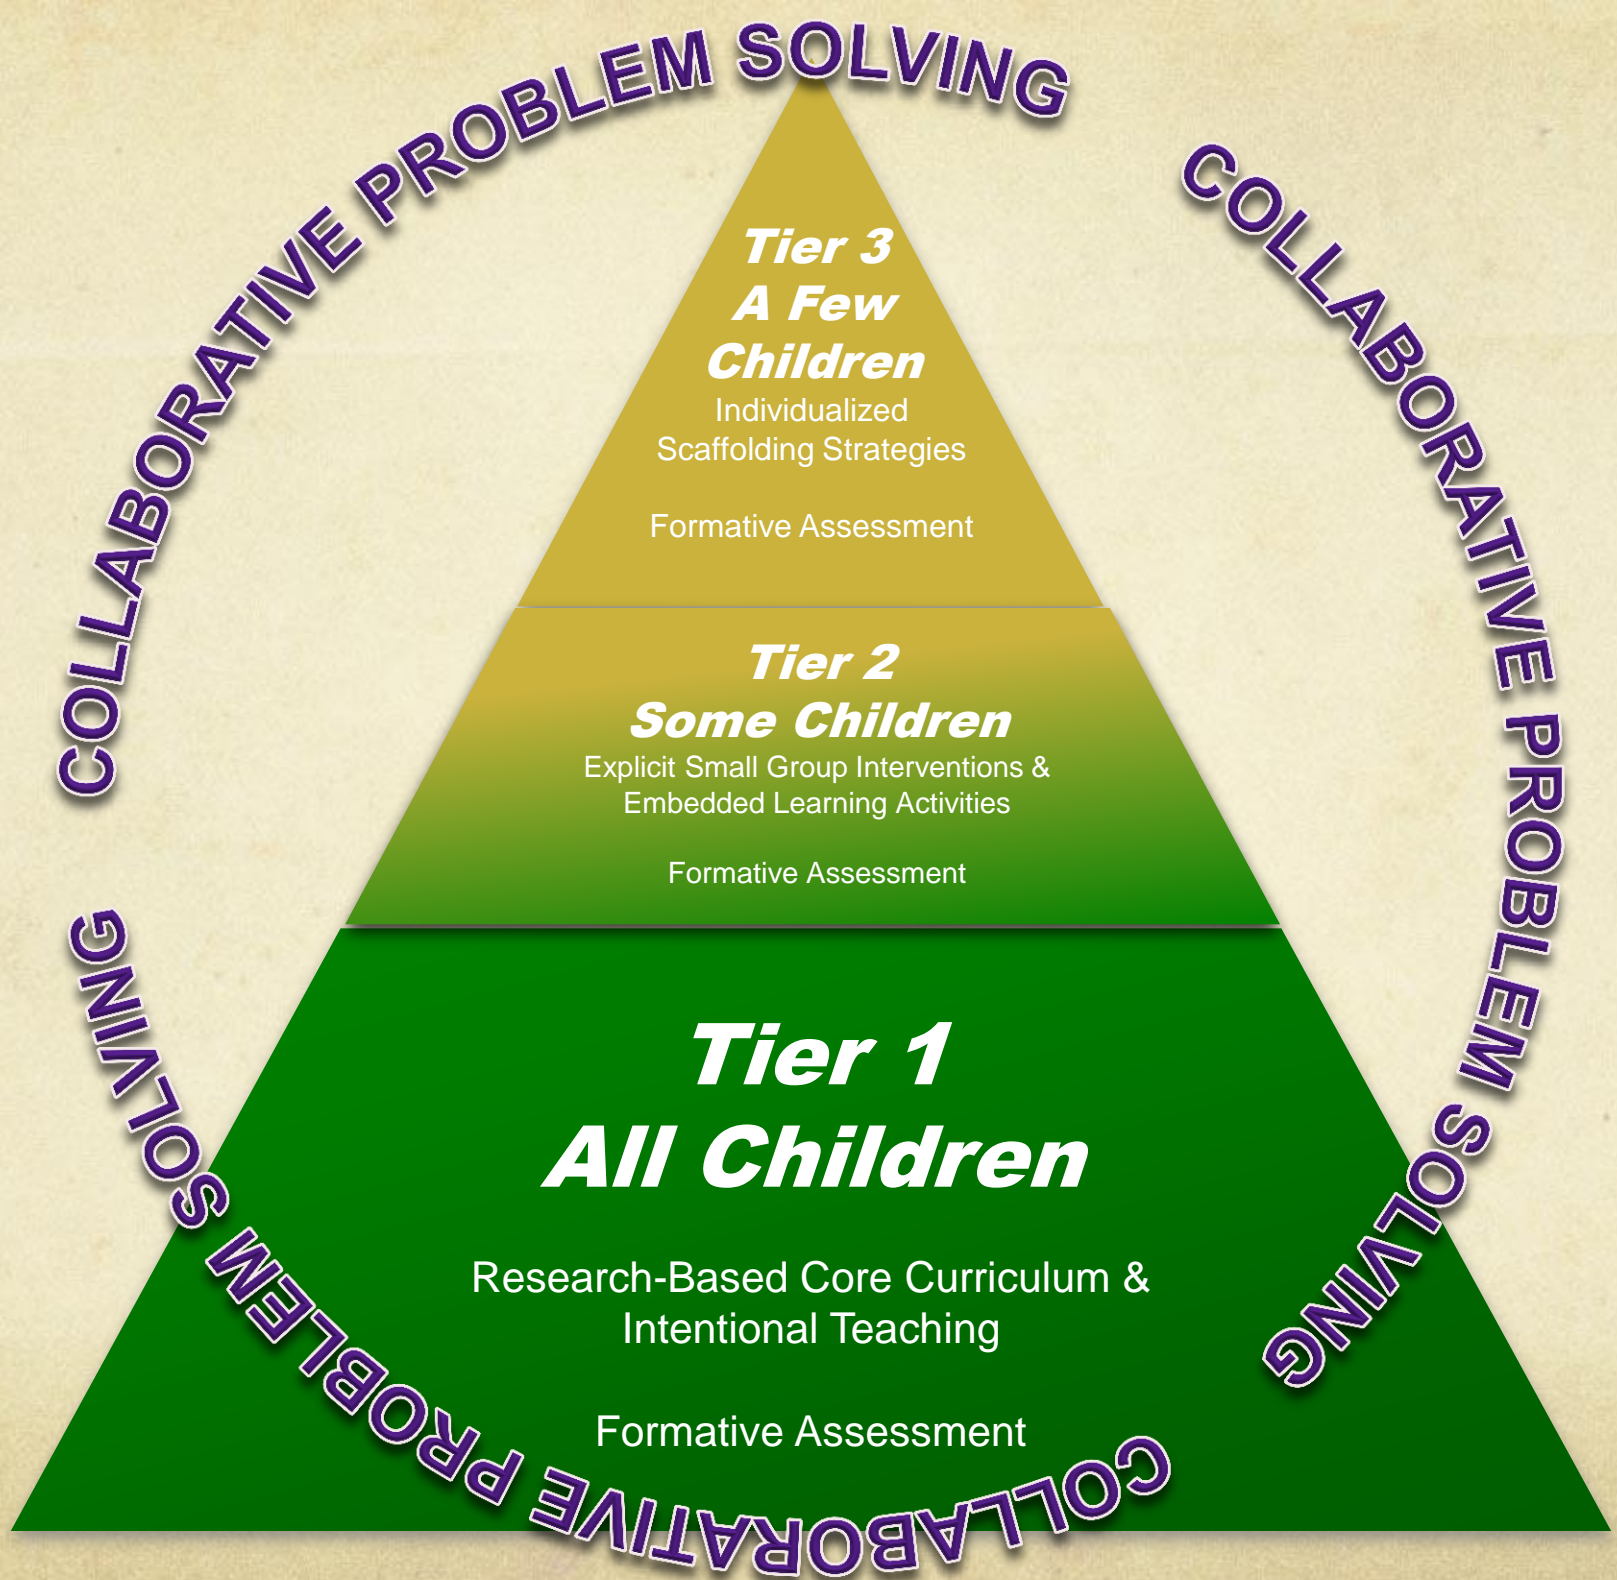 COLLABORATIVE PROBLEM SOLVING
COLLABORATIVE PROBLEM SOLVING
COLLABORATIVE PROBLEM SOLVING
Tier 3
A Few
Children
Individualized
Scaffolding Strategies
Formative Assessment
Tier 2
Some Children
Explicit Small Group Interventions &
Embedded Learning Activities
Formative Assessment
Tier 1
All Children
Research-Based Core Curriculum &
Intentional Teaching
Formative Assessment